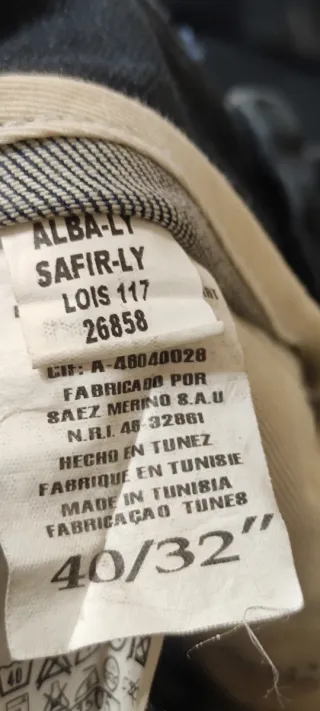 ALBA-LY
SAFIR-LY
LOIS 117
26858
CIF: A-46040028
FABRICADO POR
SAEZ MERINO S.A.U
N.R.I. 46-32861
HECHO EN TUNEZ
FABRIQUE EN TUNISIE
MADE IN TUNISIA
FABRICAÇAO TUNES
40/32"
40